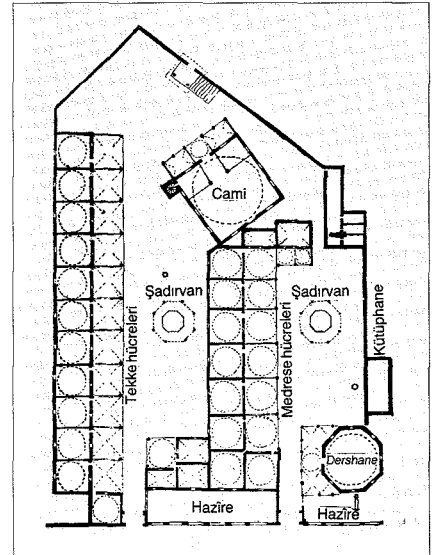 Cami
Şadırvan
Şadırvan
Tekke hücreleri
Medrese hücreleri
Kütüphane
Dershane
Hazîre
Hazîre